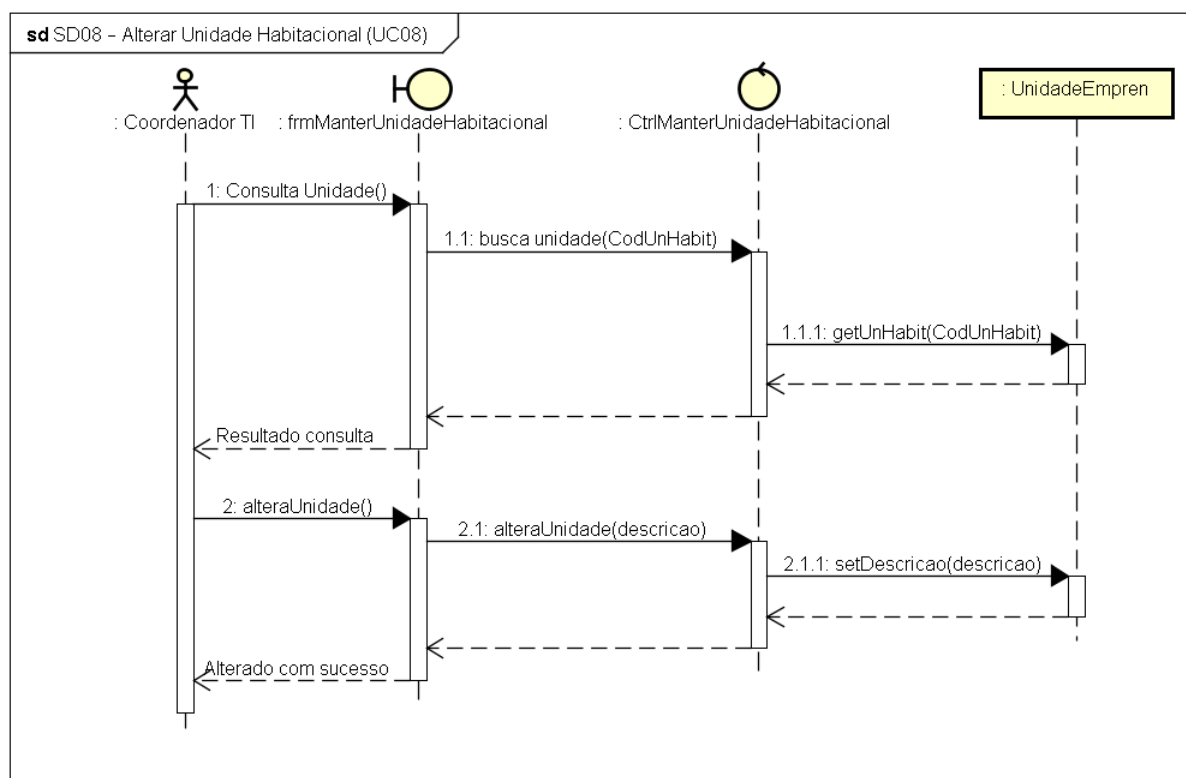 sd SD08 - Alterar Unidade Habitacional (UC08)
: Coordenador TI
: frmManterUnidadeHabitacional
: CtrlManterUnidadeHabitacional
: UnidadeEmpren
1: Consulta Unidade()
1.1: busca unidade(CodUnHabit)
1.1.1: getUnHabit(CodUnHabit)
Resultado consulta
2: alteraUnidade()
2.1: alteraUnidade(descricao)
2.1.1: setDescricao(descricao)
Alterado com sucesso